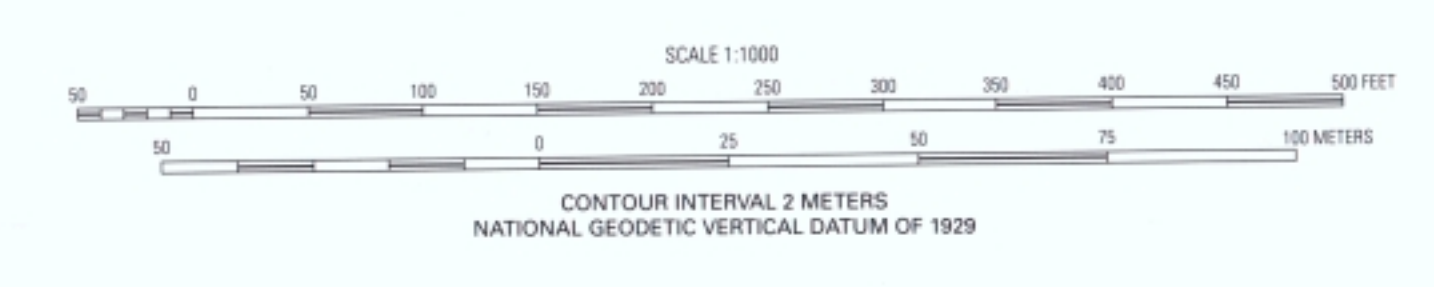 SCALE 1:1000
50 0 50 100 150 200 250 300 350 400 450 500 FEET
50 0 25 50 75 100 METERS
CONTOUR INTERVAL 2 METERS
NATIONAL GEODETIC VERTICAL DATUM OF 1929